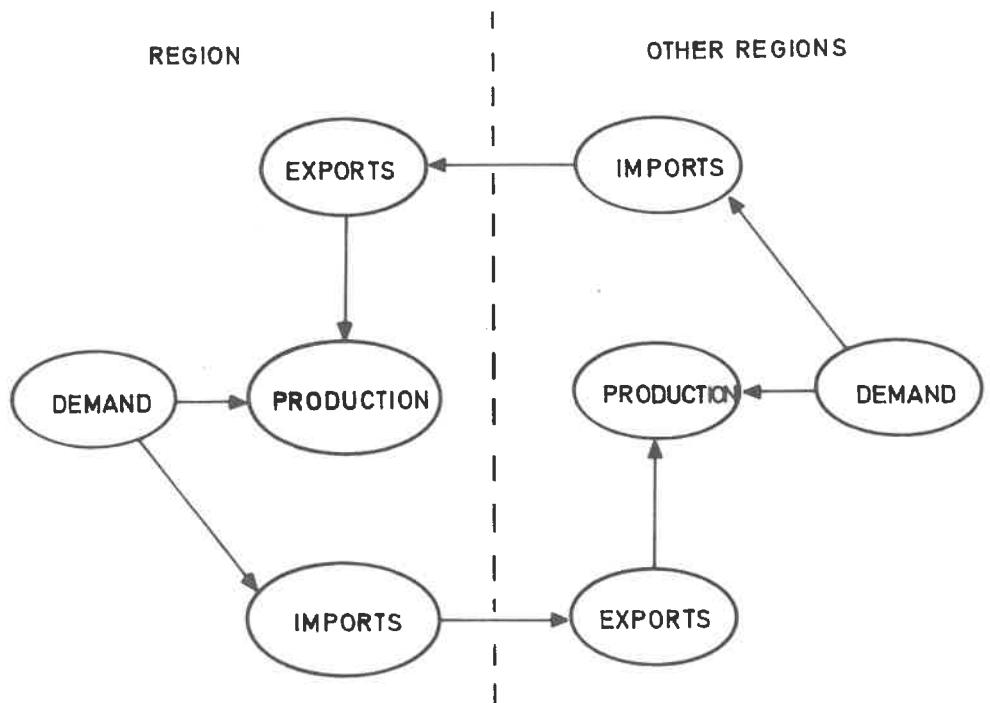 REGION
OTHER REGIONS
EXPORTS
IMPORTS
DEMAND
PRODUCTION
PRODUCTION
DEMAND
IMPORTS
EXPORTS